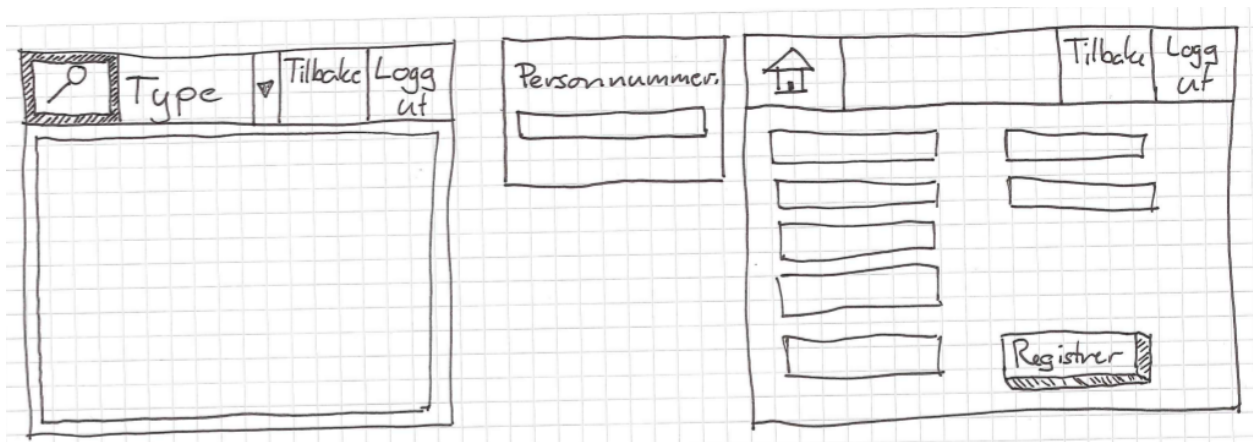 Type
Tilbake
Logg
ut
Personnummer.
Tilbake
Logg
ut
Registrer